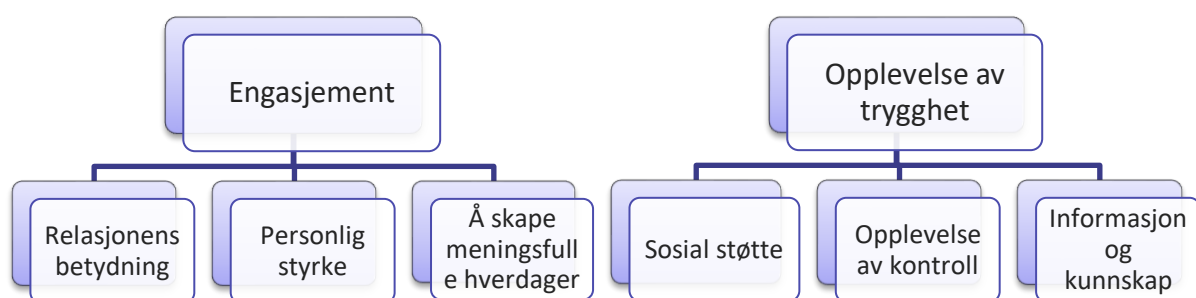 Engasjement
Opplevelse av
trygghet
Relasjonens
betydning
Personlig
styrke
Å skape
meningsfull
e hverdager
Sosial støtte
Opplevelse
av kontroll
Informasjon
og
kunnskap